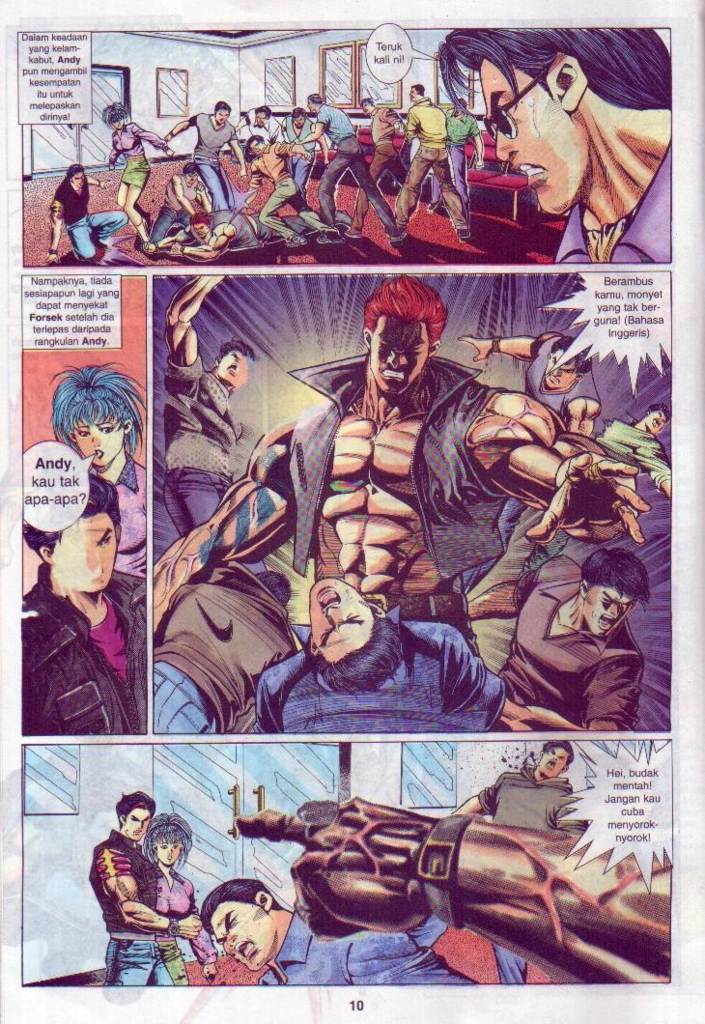 Dalam keadaan
yang kelam-
kabut, Andy
pun mengambil
kesempatan
itu untuk
melepaskan
dirinya!
Teruk
kali ni!
Nampaknya, tiada
sesiapapun lagi yang
dapat menyekat
Forsek setelah dia
terlepas daripada
rangkulan Andy.
Andy,
kau tak
apa-apa?
Berambus
kamu, monyet
yang tak ber-
guna! (Bahasa
Inggeris)
Hei, budak
mentah!
Jangan kau
cuba
menyorok-
nyorok!
10